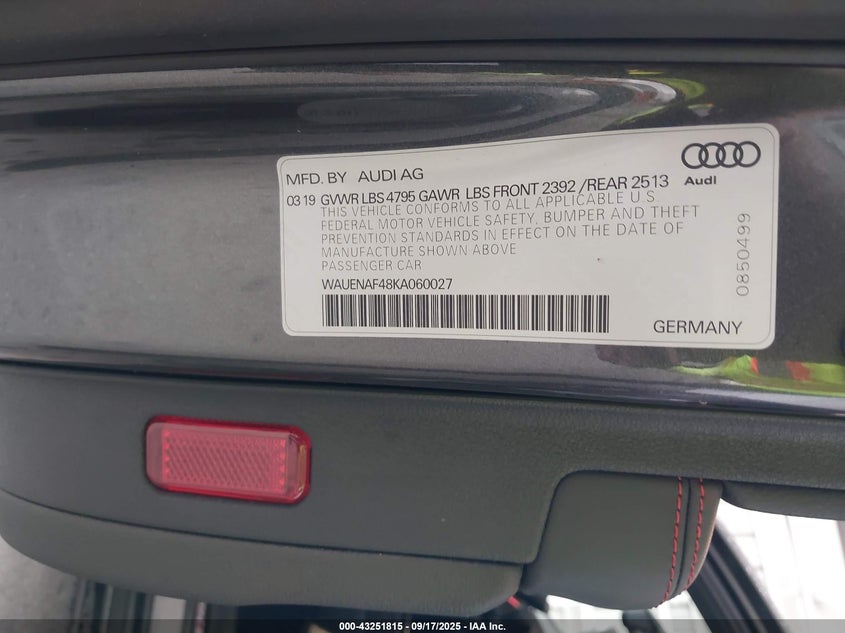 MFD. BY AUDI AG
Audi
03 19 GVWR LBS 4795 GAWR LBS FRONT 2392 /REAR 2513
THIS VEHICLE CONFORMS TO ALL APPLICABLE U.S
FEDERAL MOTOR VEHICLE SAFETY, BUMPER AND THEFT
PREVENTION STANDARDS IN EFFECT ON THE DATE OF
MANUFACTURE SHOWN ABOVE
PASSENGER CAR
WAUENAF48KA060027
0850499
GERMANY
000-43251815 - 09/17/2025 - IAA Inc.